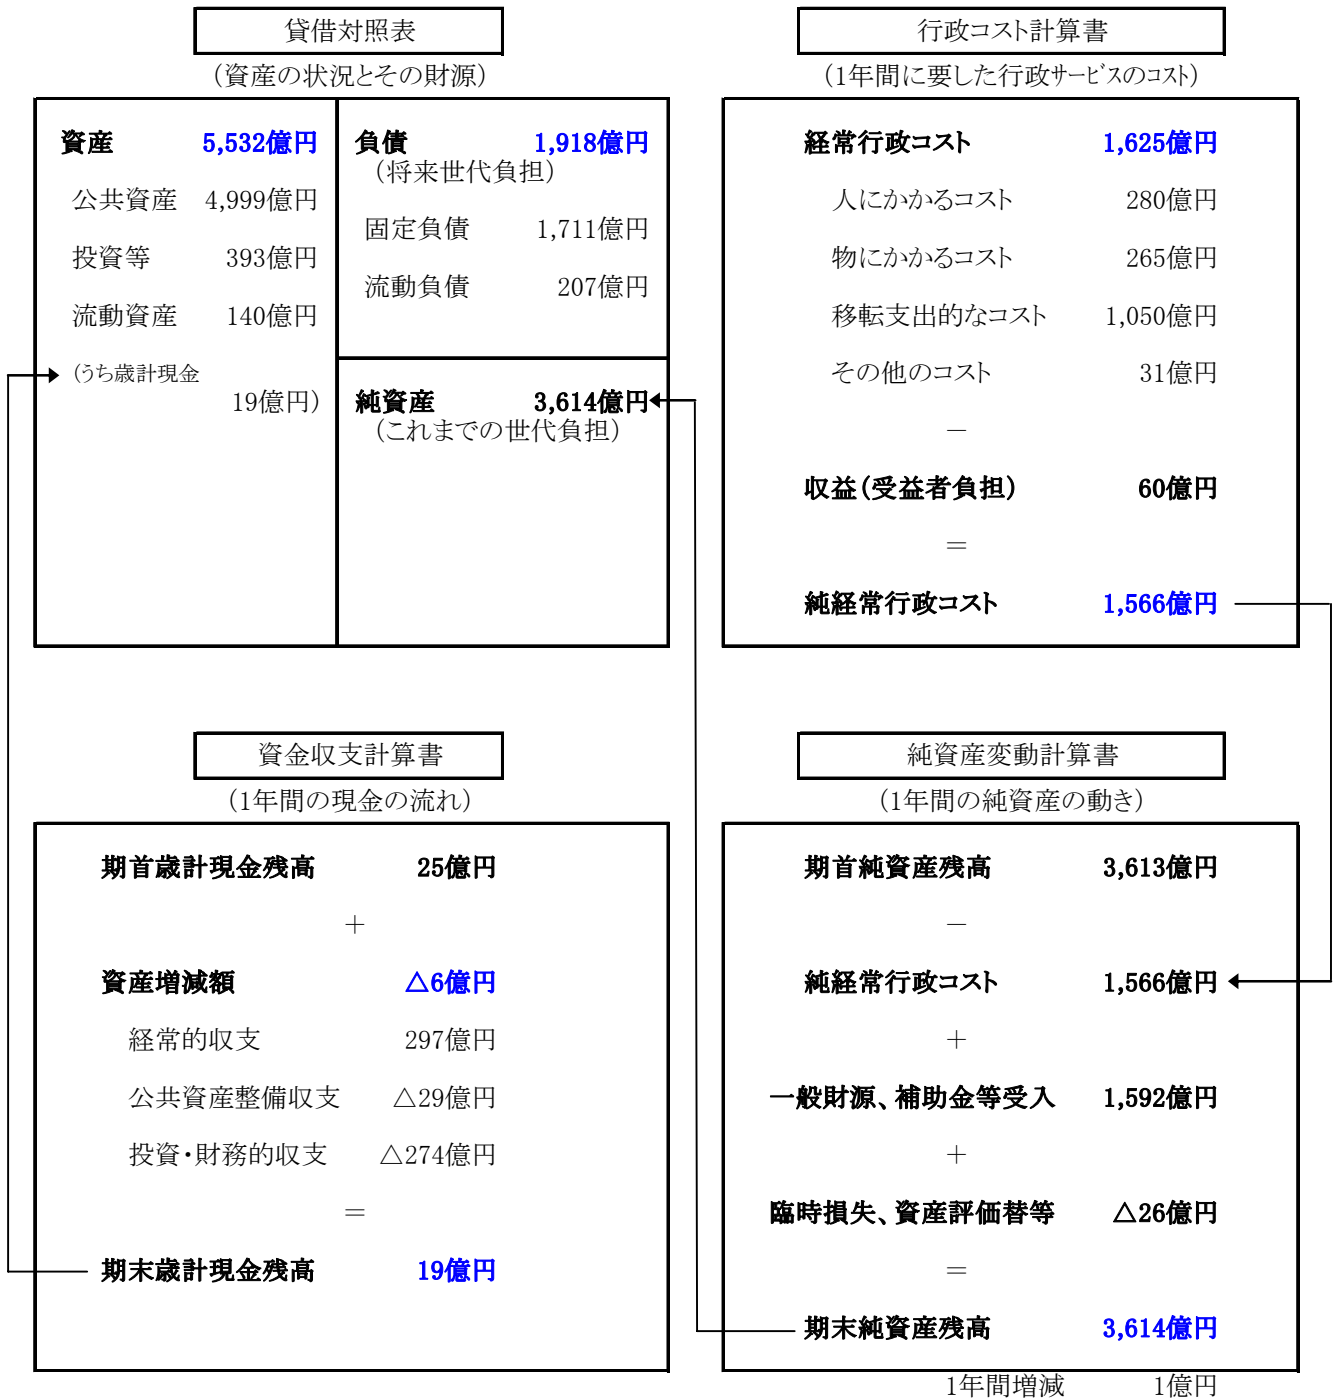 貸借対照表
（資産の状況とその財源）
資産 5,532億円
公共資産 4,999億円
投資等 393億円
流動資産 140億円
（うち歳計現金
19億円）
負債 1,918億円
（将来世代負担）
固定負債 1,711億円
流動負債 207億円
純資産 3,614億円
（これまでの世代負担）
行政コスト計算書
（1年間に要した行政サービスのコスト）
経常行政コスト 1,625億円
人にかかるコスト 280億円
物にかかるコスト 265億円
移転支出的なコスト 1,050億円
その他のコスト 31億円
－
収益（受益者負担） 60億円
＝
純経常行政コスト 1,566億円
資金収支計算書
（1年間の現金の流れ）
期首歳計現金残高 25億円
＋
資産増減額 △6億円
経常的収支 297億円
公共資産整備収支 △29億円
投資・財務的収支 △274億円
＝
期末歳計現金残高 19億円
純資産変動計算書
（1年間の純資産の動き）
期首純資産残高 3,613億円
－
純経常行政コスト 1,566億円
＋
一般財源、補助金等受入 1,592億円
＋
臨時損失、資産評価替等 △26億円
＝
期末純資産残高 3,614億円
1年間増減 1億円